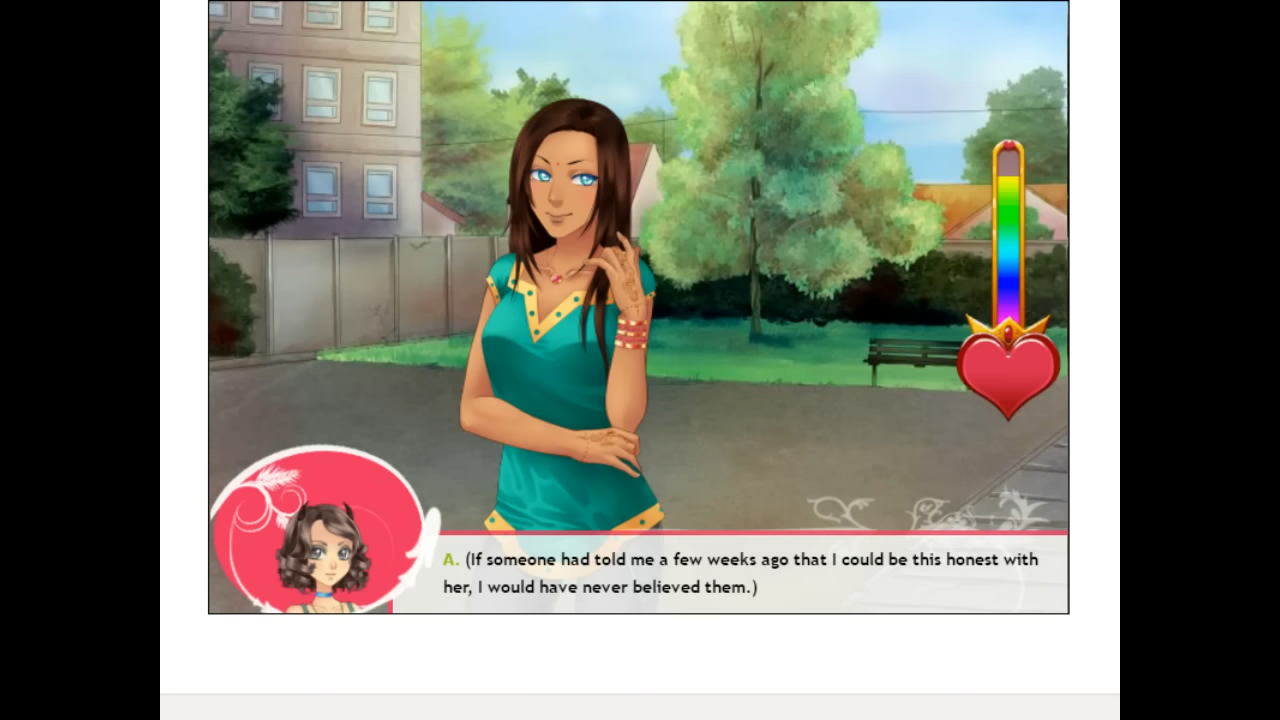 A. (If someone had told me a few weeks ago that I could be this honest with
her, I would have never believed them.)